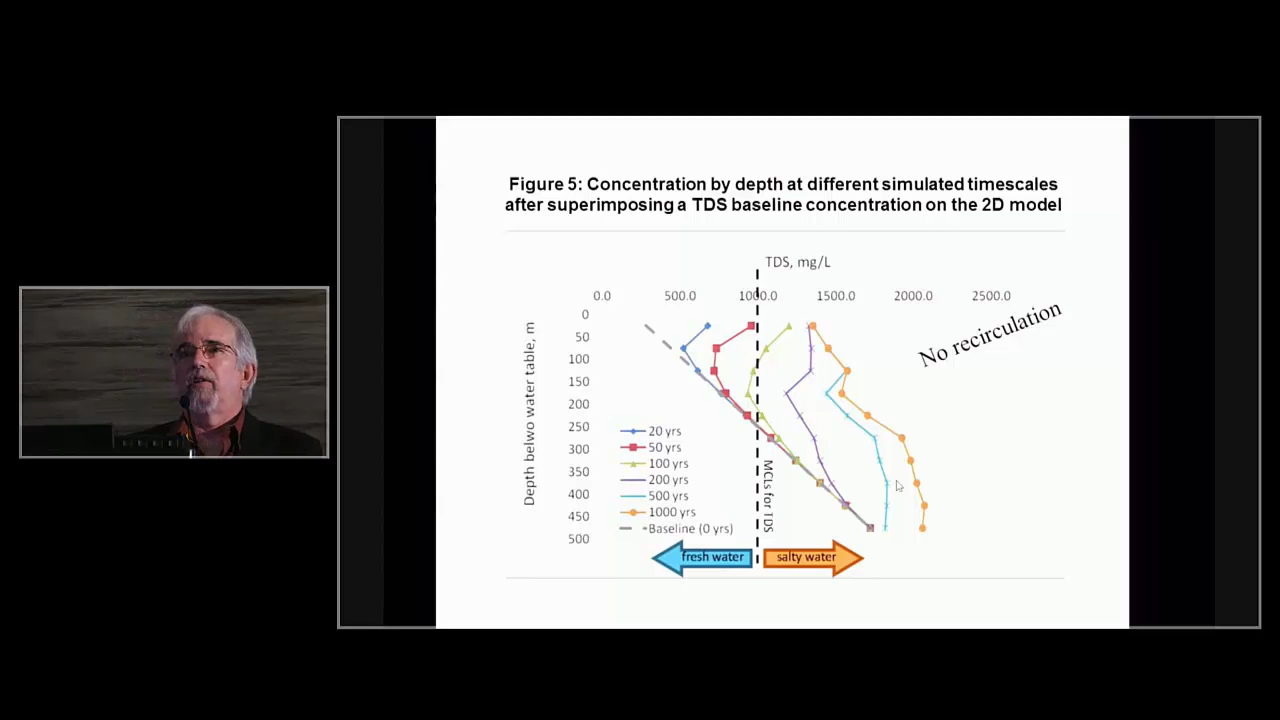 Figure 5: Concentration by depth at different simulated timescales
after superimposing a TDS baseline concentration on the 2D model
TDS, mg/L
0.0 500.0 1000.0 1500.0 2000.0 2500.0
No recirculation
Depth belwo water table, m
0
50
100
150
200
250
300
350
400
450
500
20 yrs
50 yrs
100 yrs
200 yrs
500 yrs
1000 yrs
Baseline (0 yrs)
MCLs for TDS
fresh water
salty water